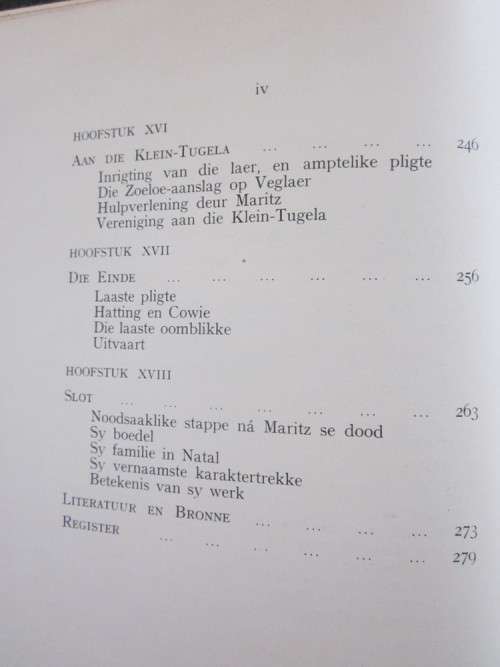 iv
HOOFSTUK XVI
AAN DIE KLEIN-TUGELA ... ... ... ... 246
Inrigting van die laer, en amptelike pligte
Die Zoeloe-aanslag op Veglaer
Hulpverlening deur Maritz
Vereniging aan die Klein-Tugela
HOOFSTUK XVII
DIE EINDE ... ... ... ... ... ... 256
Laaste pligte
Hatting en Cowie
Die laaste oomblikke
Uitvaart
HOOFSTUK XVIII
SLOT ... ... ... ... ... ... ... 263
Noodsaaklike stappe ná Maritz se dood
Sy boedel
Sy familie in Natal
Sy vernaamste karaktertrekke
Betekenis van sy werk
LITERATUUR EN BRONNE ... ... ... ... 273
REGISTER ... ... ... ... ... ... 279